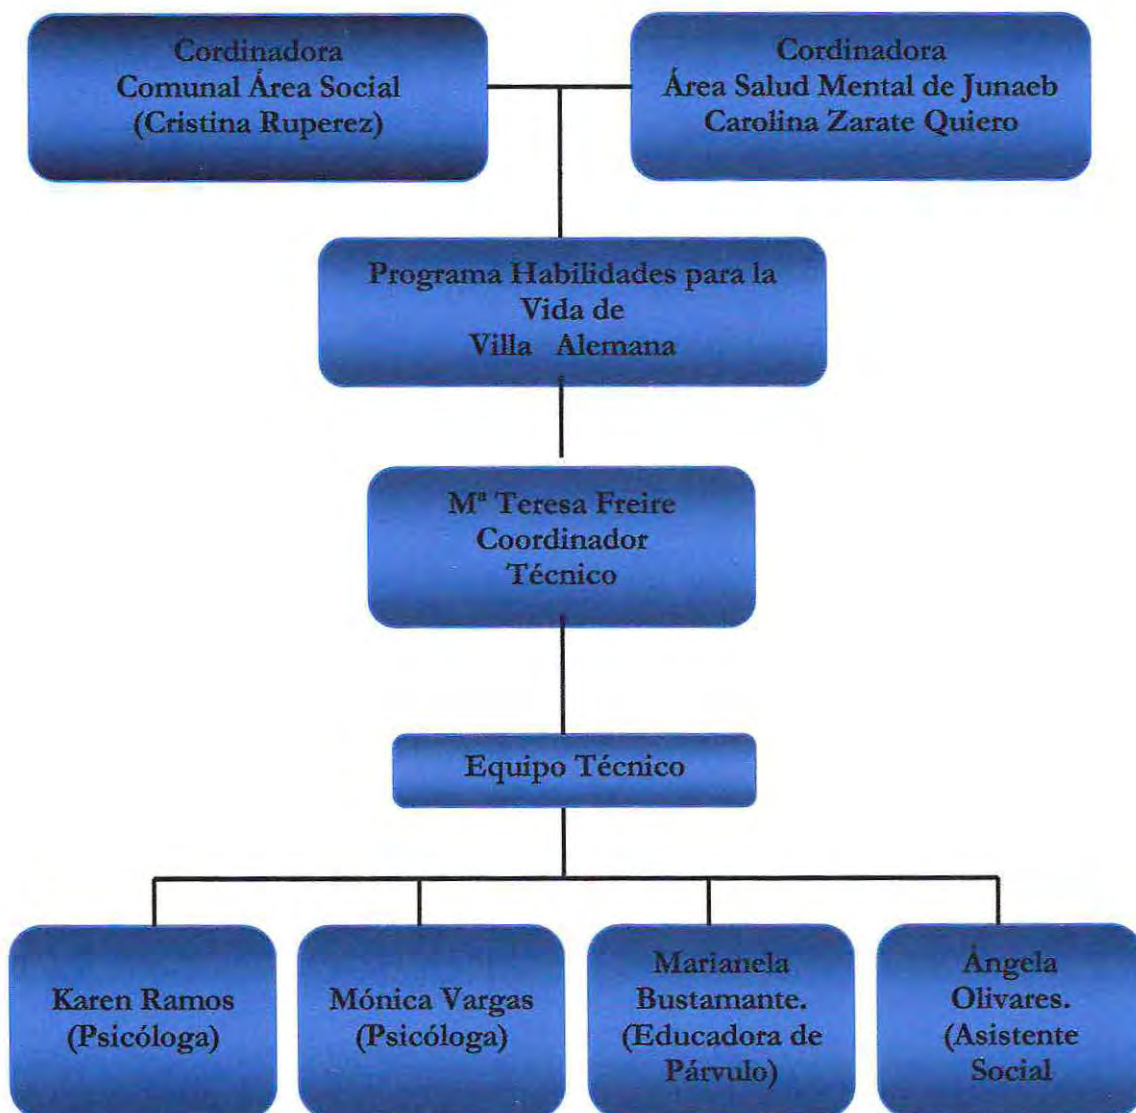 Cordinadora
Comunal Área Social
(Cristina Ruperez)
Cordinadora
Área Salud Mental de Junaeb
Carolina Zarate Quiero
Programa Habilidades para la
Vida de
Villa Alemana
Mª Teresa Freire
Coordinador
Técnico
Equipo Técnico
Karen Ramos
(Psicóloga)
Mónica Vargas
(Psicóloga)
Marianela
Bustamante.
(Educadora de
Párvulo)
Ángela
Olivares.
(Asistente
Social